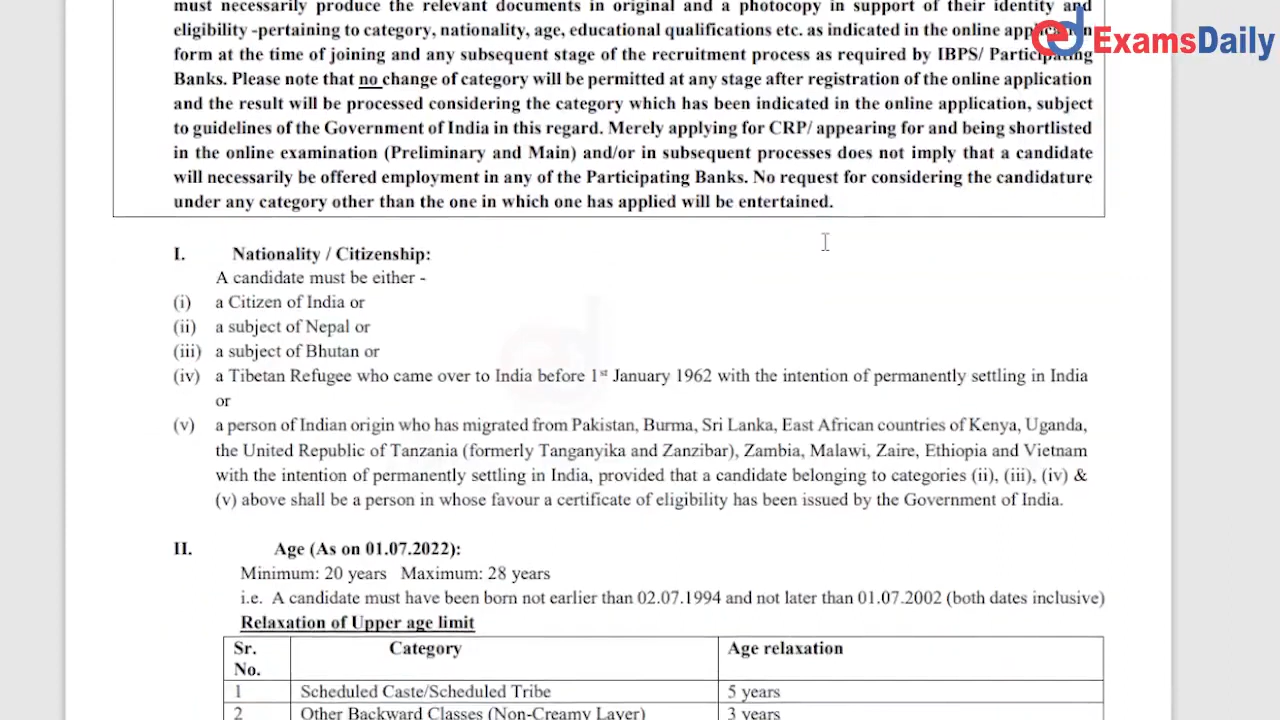 must necessarily produce the relevant documents in original and a photocopy in support of their identity and
eligibility -pertaining to category, nationality, age, educational qualifications etc. as indicated in the online application
form at the time of joining and any subsequent stage of the recruitment process as required by IBPS/ Participating
Banks. Please note that no change of category will be permitted at any stage after registration of the online application
and the result will be processed considering the category which has been indicated in the online application, subject
to guidelines of the Government of India in this regard. Merely applying for CRP/ appearing for and being shortlisted
in the online examination (Preliminary and Main) and/or in subsequent processes does not imply that a candidate
will necessarily be offered employment in any of the Participating Banks. No request for considering the candidature
under any category other than the one in which one has applied will be entertained.
ed ExamsDaily
I. Nationality / Citizenship:
A candidate must be either -
(i) a Citizen of India or
(ii) a subject of Nepal or
(iii) a subject of Bhutan or
(iv) a Tibetan Refugee who came over to India before 1st January 1962 with the intention of permanently settling in India
or
(v) a person of Indian origin who has migrated from Pakistan, Burma, Sri Lanka, East African countries of Kenya, Uganda,
the United Republic of Tanzania (formerly Tanganyika and Zanzibar), Zambia, Malawi, Zaire, Ethiopia and Vietnam
with the intention of permanently settling in India, provided that a candidate belonging to categories (ii), (iii), (iv) &
(v) above shall be a person in whose favour a certificate of eligibility has been issued by the Government of India.
II. Age (As on 01.07.2022):
Minimum: 20 years Maximum: 28 years
i.e. A candidate must have been born not earlier than 02.07.1994 and not later than 01.07.2002 (both dates inclusive)
Relaxation of Upper age limit
Sr. Category Age relaxation
No.
1 Scheduled Caste/Scheduled Tribe 5 years
2 Other Backward Classes (Non-Creamy Layer) 3 years